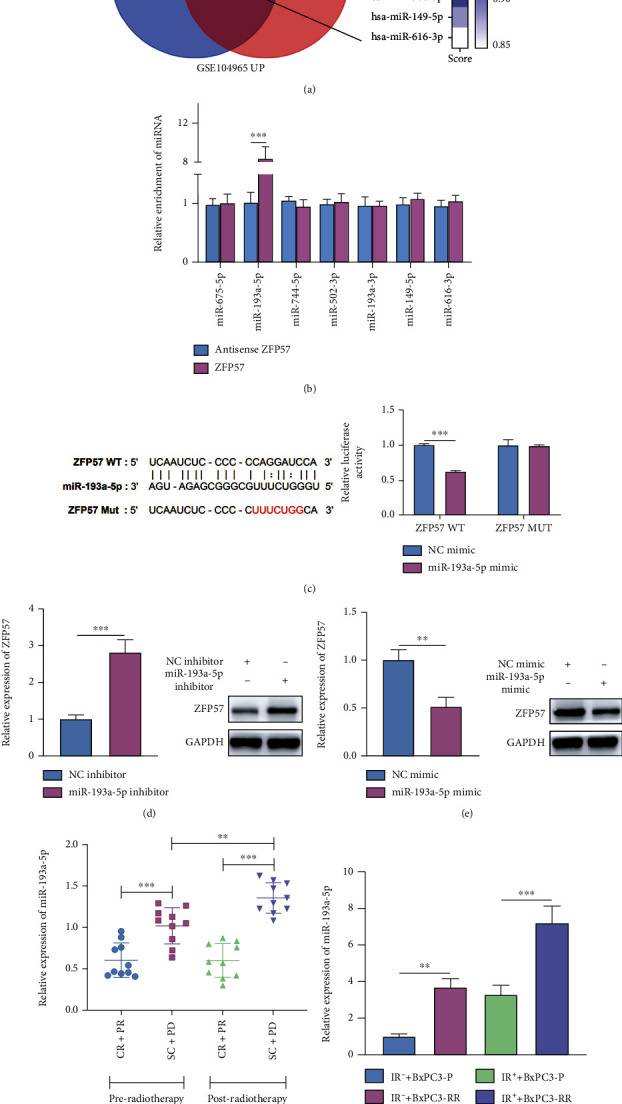 0.90
hsa-miR-149-5p
hsa-miR-616-3p
0.85
Score
GSE104965 UP
(a)
Relative enrichment of miRNA
12
8
1
0
miR-675-5p
miR-193a-5p
miR-744-5p
miR-502-3p
miR-193a-3p
miR-149-5p
miR-616-3p
***
Antisense ZFP57
ZFP57
(b)
ZFP57 WT : 5' UCAAUCUC - CCC - CCAGGAUCCA 3'
miR-193a-5p : 3' AGU - AGAGCGGGCGUUUCUGGGU 5'
ZFP57 Mut : 5' UCAAUCUC - CCC - CUUUCUGGCA 3'
Relative luciferase
activity
1.5
1.0
0.5
0.0
***
ZFP57 WT
ZFP57 MUT
NC mimic
miR-193a-5p mimic
(c)
Relative expression of ZFP57
4
3
2
1
0
***
NC inhibitor
miR-193a-5p inhibitor
NC inhibitor + −
miR-193a-5p
inhibitor − +
ZFP57
GAPDH
(d)
Relative expression of ZFP57
1.5
1.0
0.5
0.0
**
NC mimic
miR-193a-5p mimic
NC mimic + −
miR-193a-5p
mimic − +
ZFP57
GAPDH
(e)
Relative expression of miR-193a-5p
2.0
1.5
1.0
0.5
0.0
***
**
***
CR + PR
SC + PD
CR + PR
SC + PD
Pre-radiotherapy
Post-radiotherapy
Relative expression of miR-193a-5p
10
8
6
4
2
0
**
***
IR⁻+BxPC3-P
IR⁻+BxPC3-RR
IR⁺+BxPC3-P
IR⁺+BxPC3-RR